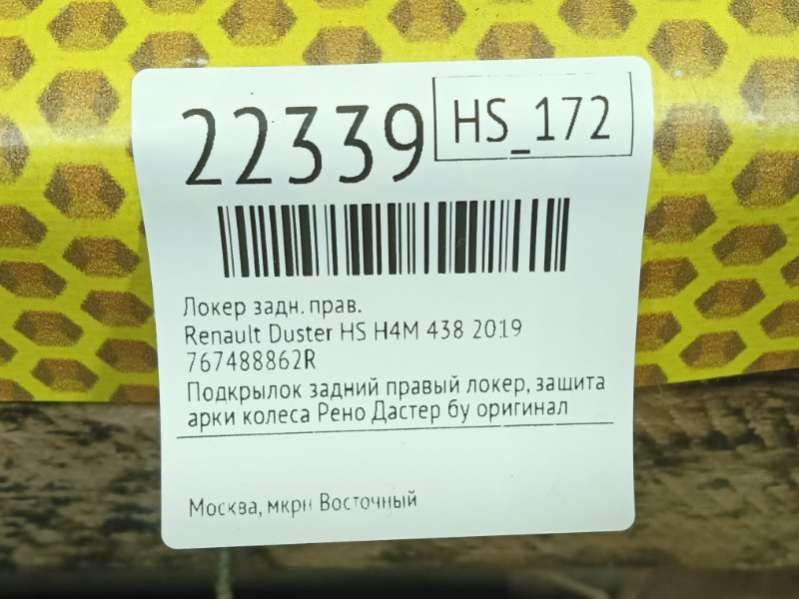 22339
HS_172
Локер задн. прав.
Renault Duster HS H4M 438 2019
767488862R
Подкрылок задний правый локер, защита
арки колеса Рено Дастер бу оригинал
Москва, мкрн Восточный